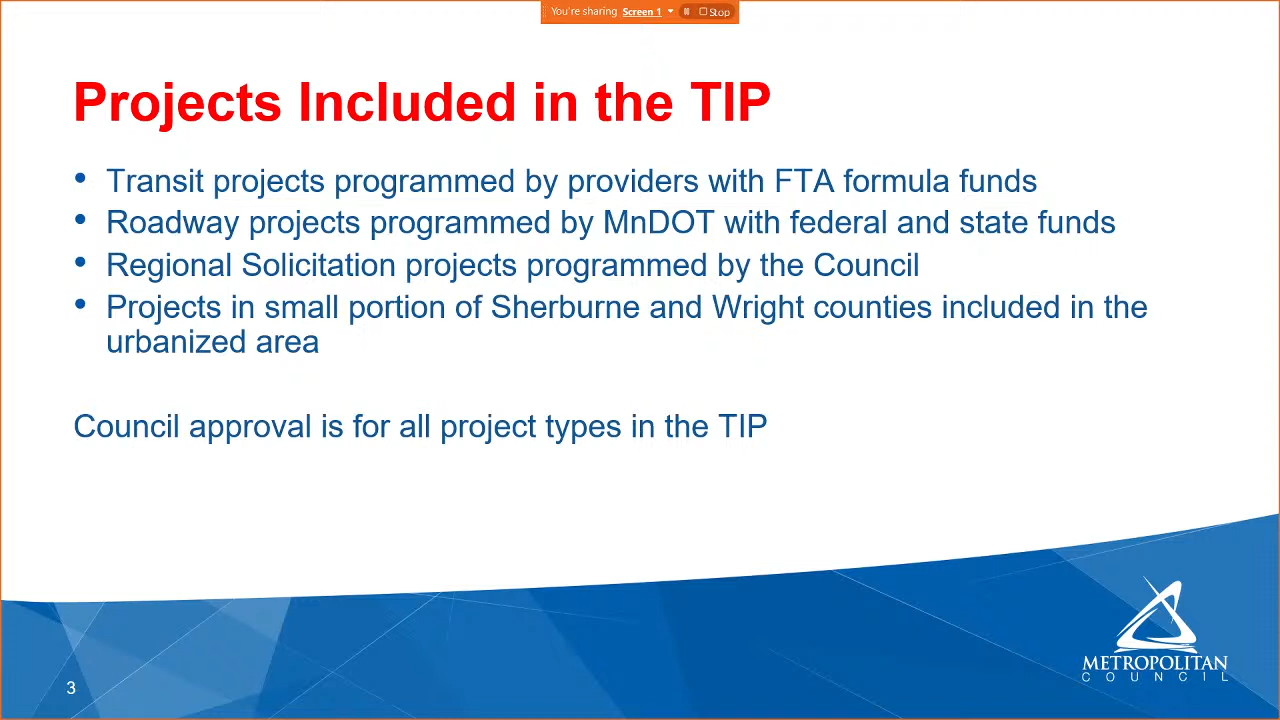 You're sharing Screen 1 Stop
Projects Included in the TIP
• Transit projects programmed by providers with FTA formula funds
• Roadway projects programmed by MnDOT with federal and state funds
• Regional Solicitation projects programmed by the Council
• Projects in small portion of Sherburne and Wright counties included in the
urbanized area
Council approval is for all project types in the TIP
METROPOLITAN
COUNCIL
3